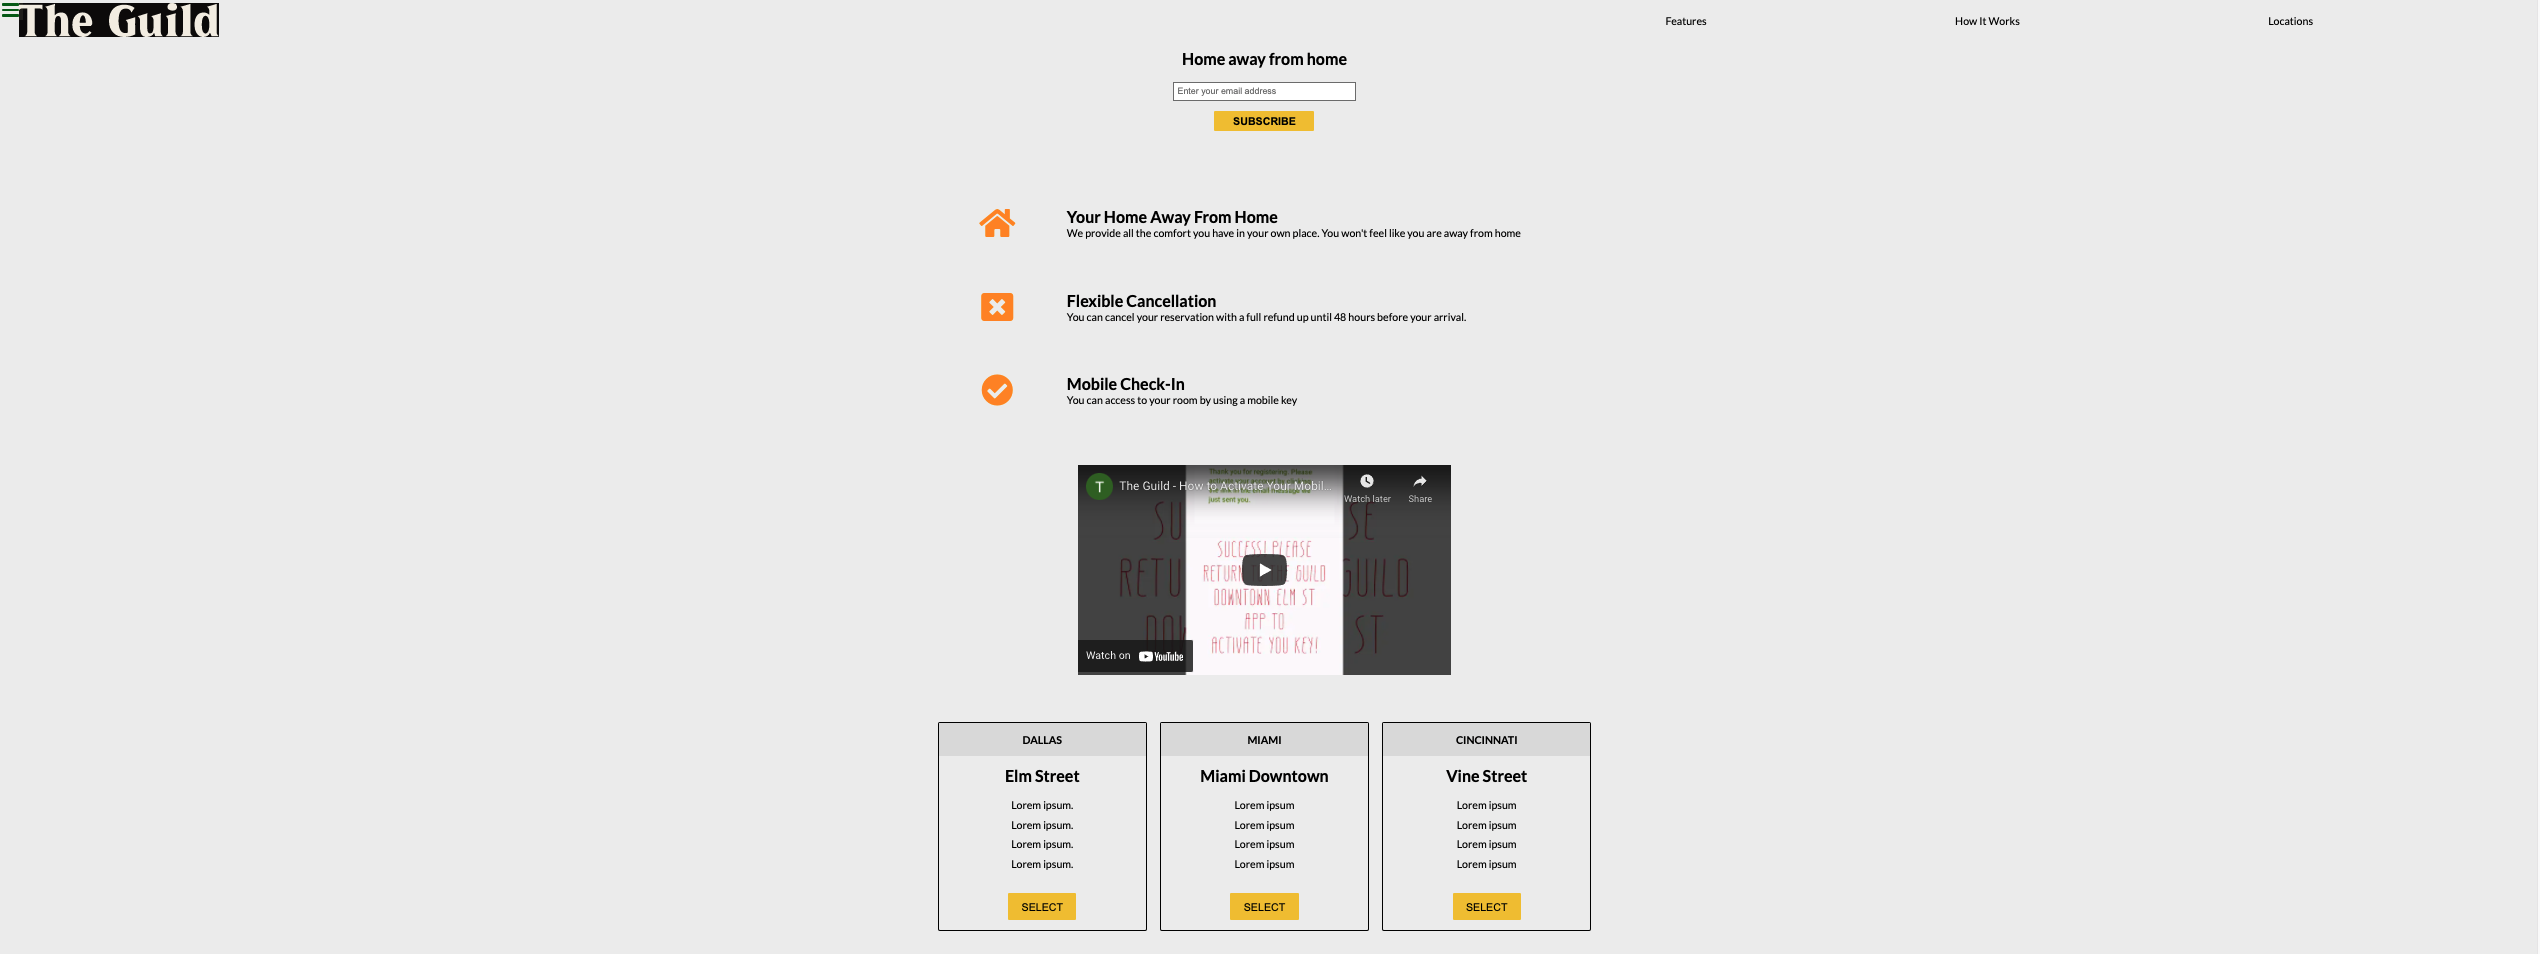 The Guild
Features
How It Works
Locations
Home away from home
Enter your email address
SUBSCRIBE
Your Home Away From Home
We provide all the comfort you have in your own place. You won't feel like you are away from home
Flexible Cancellation
You can cancel your reservation with a full refund up until 48 hours before your arrival.
Mobile Check-In
You can access to your room by using a mobile key
Thank you for registering. Please
T
The Guild - How to Activate Your Mobil...
Watch later
Share
just sent you.
SUCCESS! PLEASE
RETURN TO THE GUILD
DOWNTOWN ELM ST
APP TO
ACTIVATE YOU KEY!
Watch on YouTube
DALLAS
Elm Street
Lorem ipsum.
Lorem ipsum.
Lorem ipsum.
Lorem ipsum.
SELECT
MIAMI
Miami Downtown
Lorem ipsum
Lorem ipsum
Lorem ipsum
Lorem ipsum
SELECT
CINCINNATI
Vine Street
Lorem ipsum
Lorem ipsum
Lorem ipsum
Lorem ipsum
SELECT